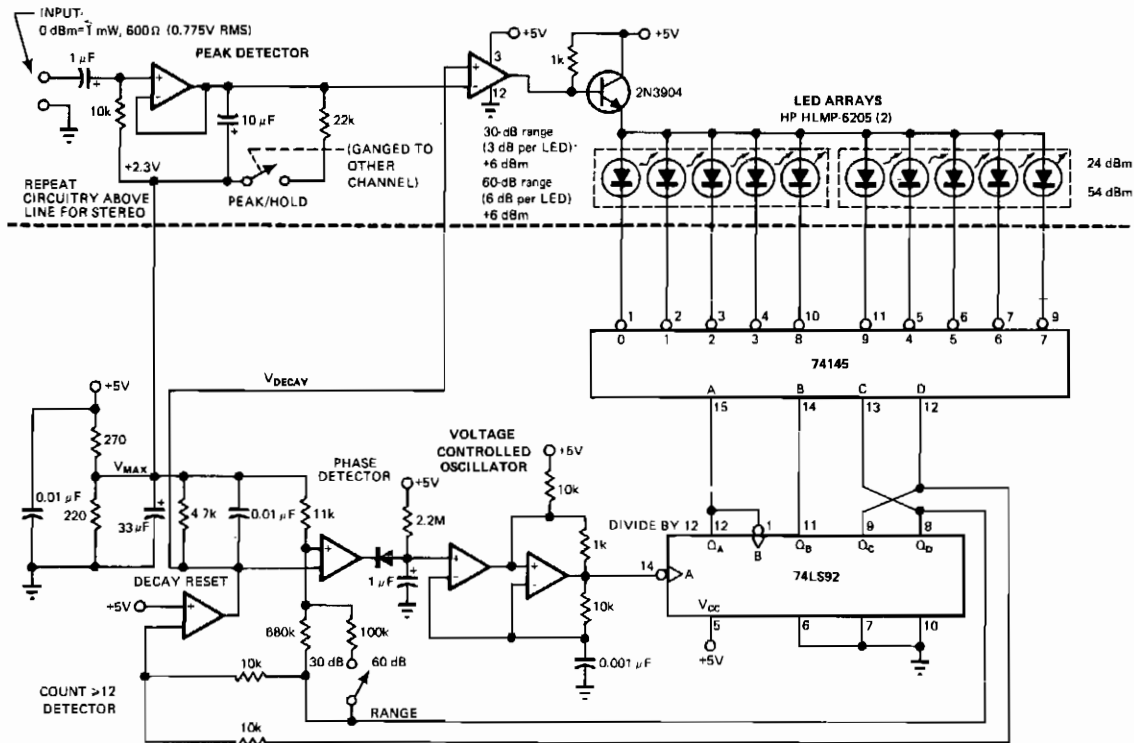 INPUT
0 dBm=1 mW, 600Ω (0.775V RMS)
1 µF
+
10k
PEAK DETECTOR
+
-
10 µF
+
22k
+2.3V
(GANGED TO
OTHER
CHANNEL)
PEAK/HOLD
REPEAT
CIRCUITRY ABOVE
LINE FOR STEREO
+5V
3
+
-
12
1k
+5V
2N3904
30-dB range
(3 dB per LED)
+6 dBm
60-dB range
(6 dB per LED)
+6 dBm
LED ARRAYS
HP HLMP-6205 (2)
24 dBm
54 dBm
1 2 3 4 10 11 5 6 7 9
0 1 2 3 8 9 4 5 6 7
74145
A B C D
15 14 13 12
VDECAY
+5V
270
VMAX
0.01 µF
220
33µF
+
4.7k
0.01 µF
11k
PHASE
DETECTOR
+
-
+5V
2.2M
1 µF
+
VOLTAGE
CONTROLLED
OSCILLATOR
+5V
10k
+
-
+
-
1k
10k
0.001 µF
DIVIDE BY 12
12 1 11 9 8
QA B QB QC QD
14
A
74LS92
VCC
5 6 7 10
+5V
DECAY RESET
+5V
+
-
680k
100k
30 dB
60 dB
10k
COUNT >12
DETECTOR
RANGE
10k